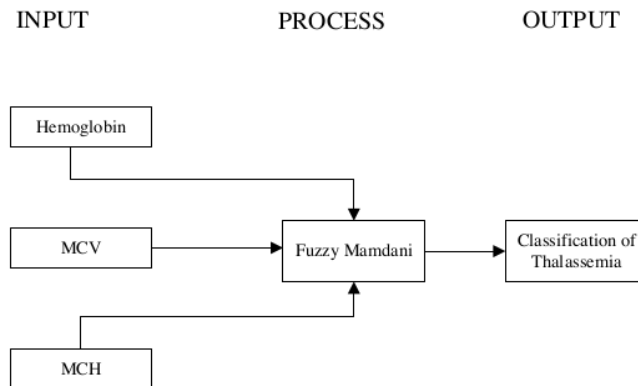 INPUT
PROCESS
OUTPUT
Hemoglobin
MCV
Fuzzy Mamdani
Classification of
Thalassemia
MCH